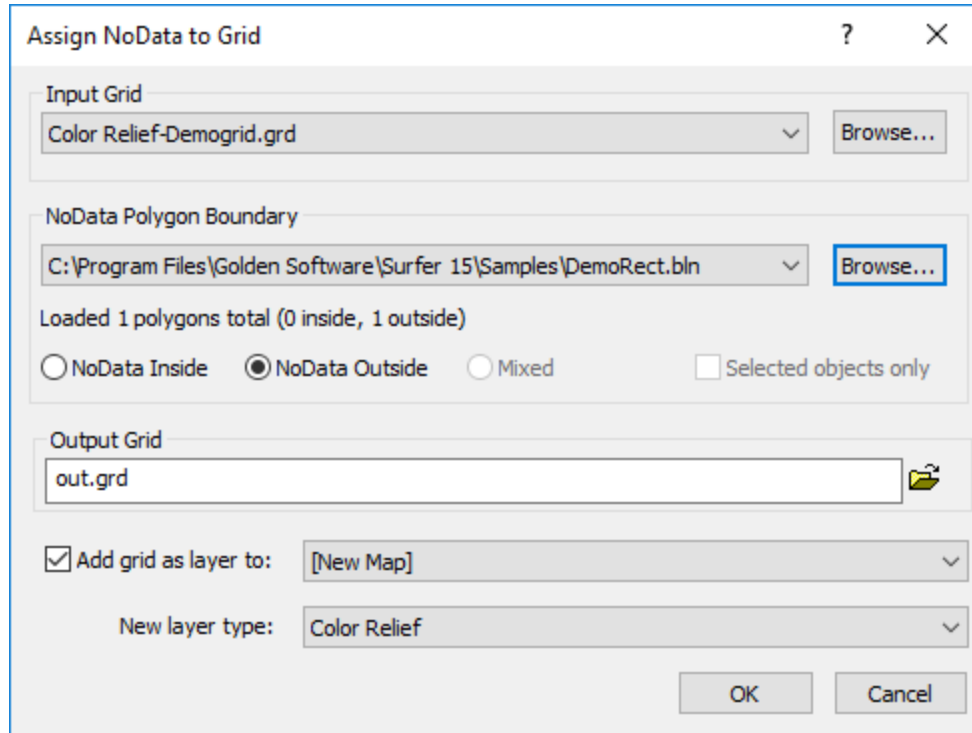 Assign NoData to Grid ?
Input Grid
Color Relief-Demogrid.grd Browse...
NoData Polygon Boundary
C:\Program Files\Golden Software\Surfer 15\Samples\DemoRect.bln Browse...
Loaded 1 polygons total (0 inside, 1 outside)
NoData Inside NoData Outside Mixed Selected objects only
Output Grid
out.grd
Add grid as layer to: [New Map]
New layer type: Color Relief
OK Cancel